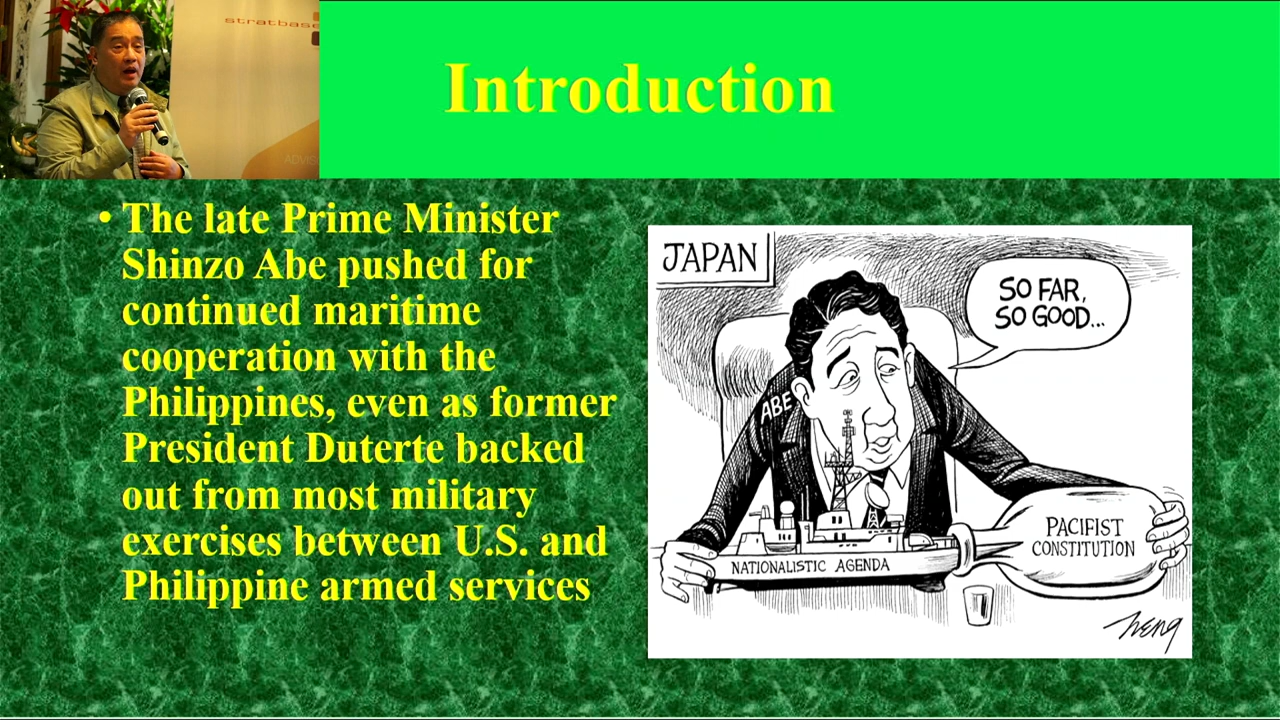 stratbase
ADVIS
Introduction
• The late Prime Minister
Shinzo Abe pushed for
continued maritime
cooperation with the
Philippines, even as former
President Duterte backed
out from most military
exercises between U.S. and
Philippine armed services
JAPAN
SO FAR,
SO GOOD...
ABE
PACIFIST
CONSTITUTION
NATIONALISTIC AGENDA
Heng